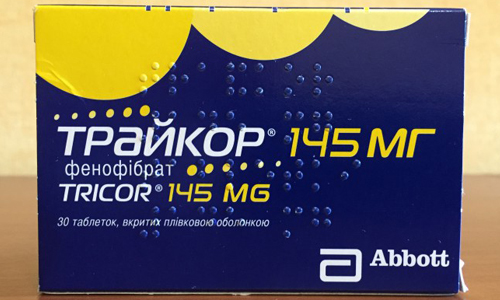 ТРАЙКОР® 145 МГ
фенофібрат
TRICOR® 145 MG
30 таблеток, вкритих плівковою оболонкою
Abbott